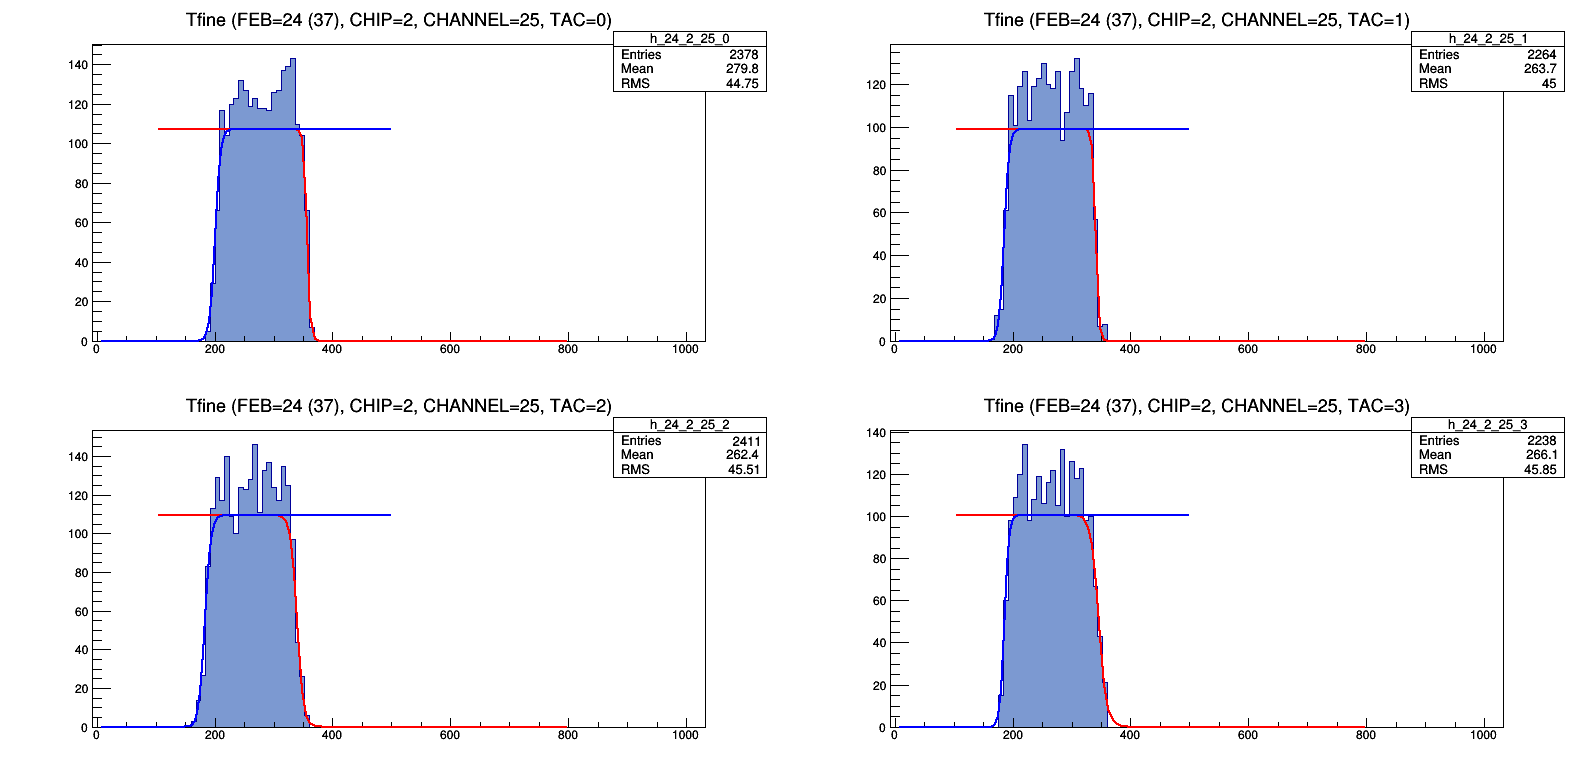 Tfine (FEB=24 (37), CHIP=2, CHANNEL=25, TAC=0)
h_24_2_25_0
Entries 2378
Mean 279.8
RMS 44.75
140
120
100
80
60
40
20
0
0 200 400 600 800 1000
Tfine (FEB=24 (37), CHIP=2, CHANNEL=25, TAC=1)
h_24_2_25_1
Entries 2264
Mean 263.7
RMS 45
120
100
80
60
40
20
0
0 200 400 600 800 1000
Tfine (FEB=24 (37), CHIP=2, CHANNEL=25, TAC=2)
h_24_2_25_2
Entries 2411
Mean 262.4
RMS 45.51
140
120
100
80
60
40
20
0
0 200 400 600 800 1000
Tfine (FEB=24 (37), CHIP=2, CHANNEL=25, TAC=3)
h_24_2_25_3
Entries 2238
Mean 266.1
RMS 45.85
140
120
100
80
60
40
20
0
0 200 400 600 800 1000